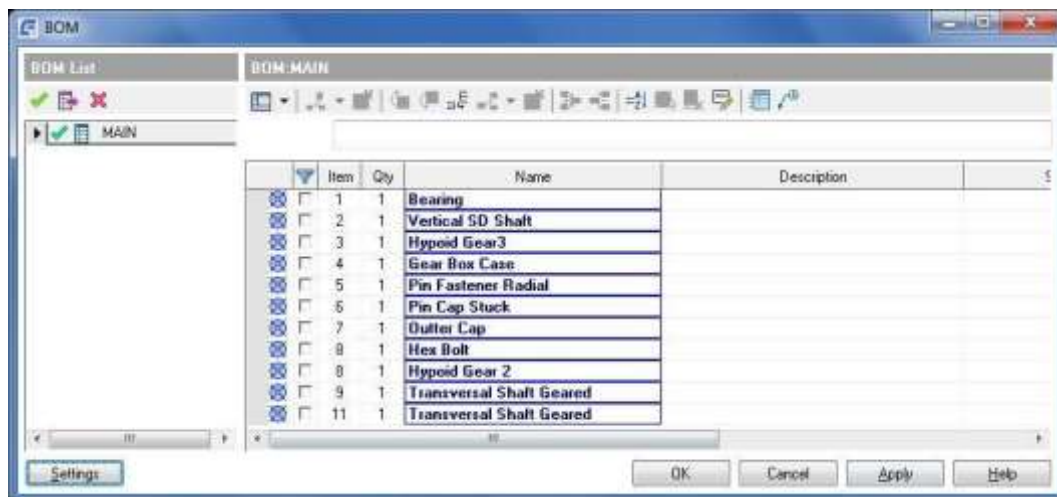 BOM
BOM List
BOM:MAIN
MAIN
Item Qty Name Description S
1 1 Bearing
2 1 Vertical SD Shaft
3 1 Hypoid Gear3
4 1 Gear Box Case
5 1 Pin Fastener Radial
6 1 Pin Cap Stuck
7 1 Outter Cap
8 1 Hex Bolt
8 1 Hypoid Gear 2
9 1 Transversal Shaft Geared
11 1 Transversal Shaft Geared
Settings OK Cancel Apply Help